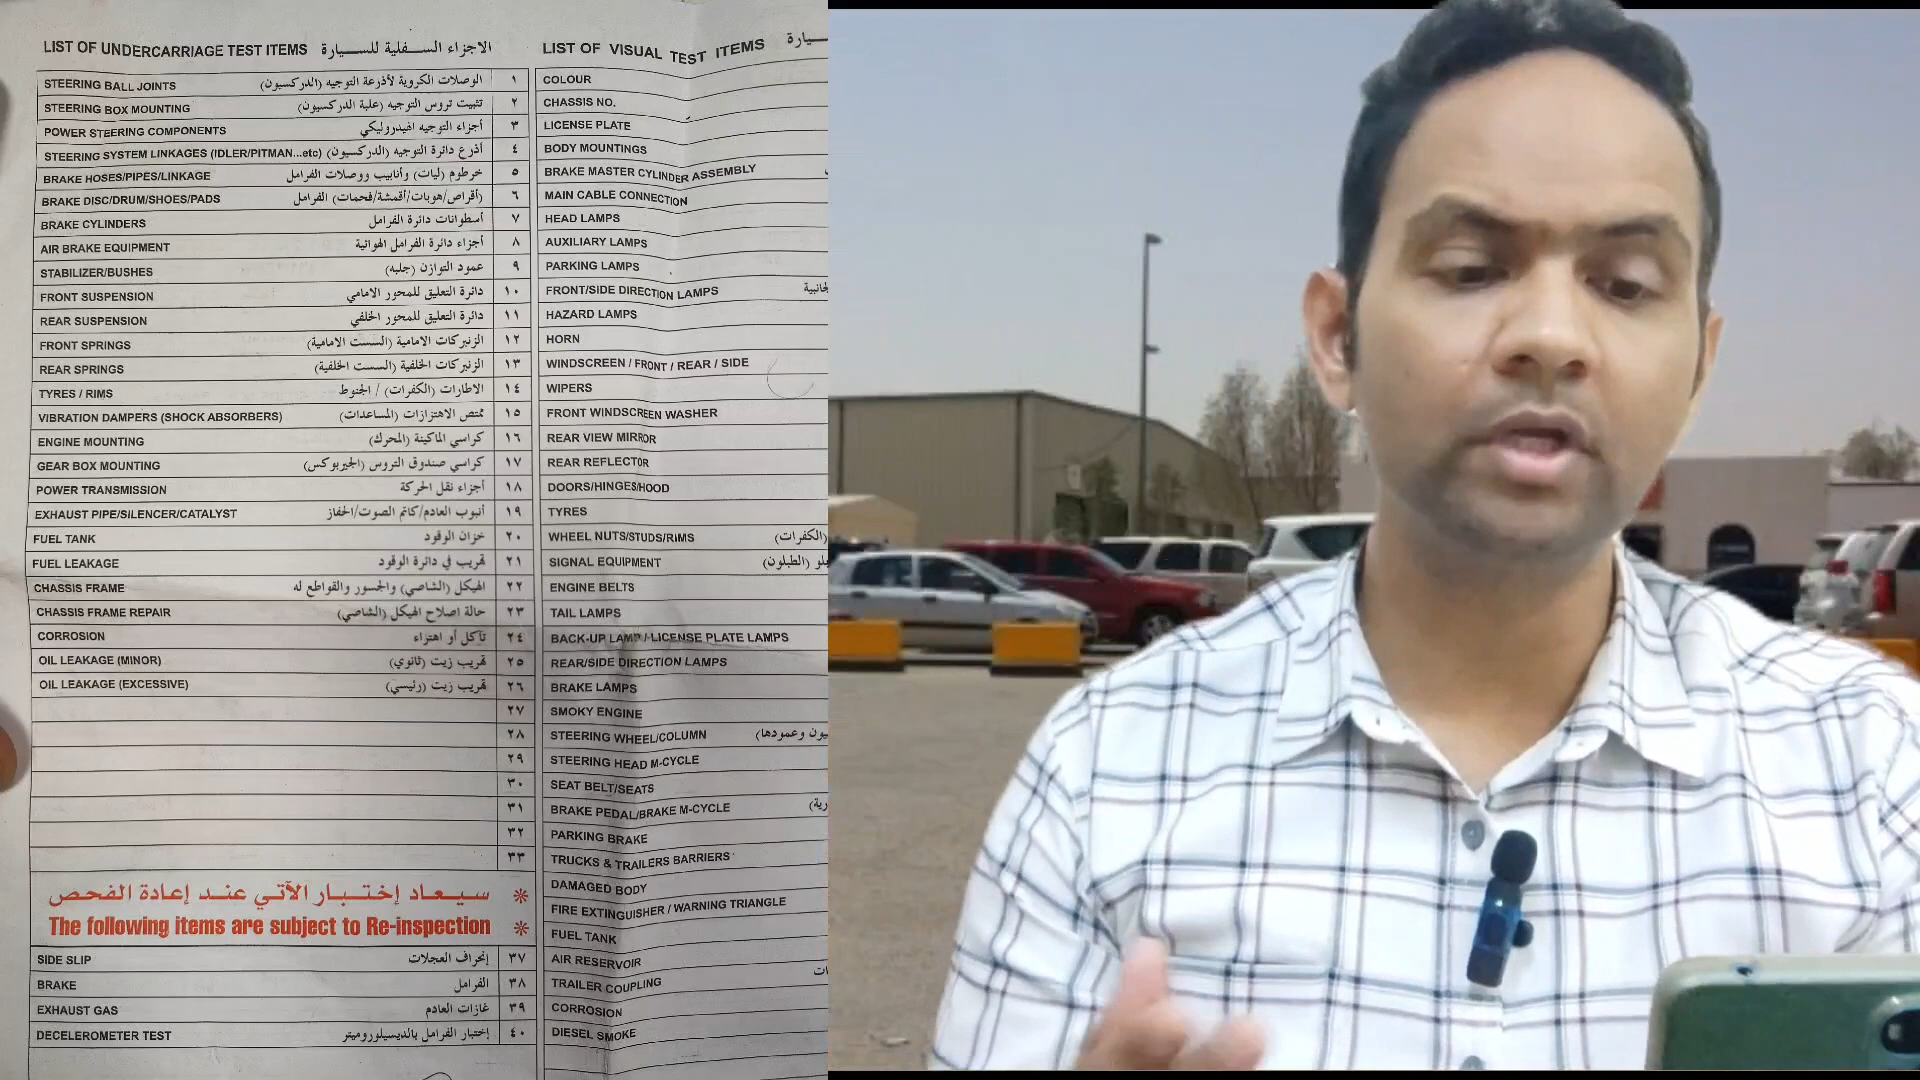 LIST OF UNDERCARRIAGE TEST ITEMS الاجزاء السفلية للسيارة
STEERING BALL JOINTS الوصلات الكروية لأذرعة التوجيه (الدركسيون) ١
STEERING BOX MOUNTING تثبيت تروس التوجيه (علبة الدركسيون) ٢
POWER STEERING COMPONENTS أجزاء التوجيه الهيدروليكي ٣
STEERING SYSTEM LINKAGES (IDLER/PITMAN...etc) أذرع دائرة التوجيه (الدركسيون) ٤
BRAKE HOSES/PIPES/LINKAGE خرطوم (ليات) وأنابيب ووصلات الفرامل ٥
BRAKE DISC/DRUM/SHOES/PADS (أقراص/هوبات/أقمشة/فحمات) الفرامل ٦
BRAKE CYLINDERS أسطوانات دائرة الفرامل ٧
AIR BRAKE EQUIPMENT أجزاء دائرة الفرامل الهوائية ٨
STABILIZER/BUSHES عمود التوازن (جلبه) ٩
FRONT SUSPENSION دائرة التعليق للمحور الامامي ١٠
REAR SUSPENSION دائرة التعليق للمحور الخلفي ١١
FRONT SPRINGS الزنبركات الامامية (السست الامامية) ١٢
REAR SPRINGS الزنبركات الخلفية (السست الخلفية) ١٣
TYRES / RIMS الاطارات (الكفرات) / الجنوط ١٤
VIBRATION DAMPERS (SHOCK ABSORBERS) ممتص الاهتزازات (المساعدات) ١٥
ENGINE MOUNTING كراسي الماكينة (المحرك) ١٦
GEAR BOX MOUNTING كراسي صندوق التروس (الجيربوكس) ١٧
POWER TRANSMISSION أجزاء نقل الحركة ١٨
EXHAUST PIPE/SILENCER/CATALYST أنبوب العادم/كاتم الصوت/الحفاز ١٩
FUEL TANK خزان الوقود ٢٠
FUEL LEAKAGE تهريب في دائرة الوقود ٢١
CHASSIS FRAME الهيكل (الشاصي) والجسور والقواطع له ٢٢
CHASSIS FRAME REPAIR حالة اصلاح الهيكل (الشاصي) ٢٣
CORROSION تآكل أو اهتراء ٢٤
OIL LEAKAGE (MINOR) تهريب زيت (ثانوي) ٢٥
OIL LEAKAGE (EXCESSIVE) تهريب زيت (رئيسي) ٢٦
٢٧
٢٨
٢٩
٣٠
٣١
٣٢
٣٣
سيعاد إختبار الآتي عند إعادة الفحص *
The following items are subject to Re-inspection *
SIDE SLIP إنحراف العجلات ٣٧
BRAKE الفرامل ٣٨
EXHAUST GAS غازات العادم ٣٩
DECELEROMETER TEST إختبار الفرامل بالديسيلوروميتر ٤٠
LIST OF VISUAL TEST ITEMS
COLOUR
CHASSIS NO.
LICENSE PLATE
BODY MOUNTINGS
BRAKE MASTER CYLINDER ASSEMBLY
MAIN CABLE CONNECTION
HEAD LAMPS
AUXILIARY LAMPS
PARKING LAMPS
FRONT/SIDE DIRECTION LAMPS
HAZARD LAMPS
HORN
WINDSCREEN / FRONT / REAR / SIDE
WIPERS
FRONT WINDSCREEN WASHER
REAR VIEW MIRROR
REAR REFLECTOR
DOORS/HINGES/HOOD
TYRES
WHEEL NUTS/STUDS/RIMS (الكفرات)
SIGNAL EQUIPMENT (الطبلون)
ENGINE BELTS
TAIL LAMPS
BACK-UP LAMP / LICENSE PLATE LAMPS
REAR/SIDE DIRECTION LAMPS
BRAKE LAMPS
SMOKY ENGINE
STEERING WHEEL/COLUMN وعمودها)
STEERING HEAD M-CYCLE
SEAT BELT/SEATS
BRAKE PEDAL/BRAKE M-CYCLE
PARKING BRAKE
TRUCKS & TRAILERS BARRIERS
DAMAGED BODY
FIRE EXTINGUISHER / WARNING TRIANGLE
FUEL TANK
AIR RESERVOIR
TRAILER COUPLING
CORROSION
DIESEL SMOKE